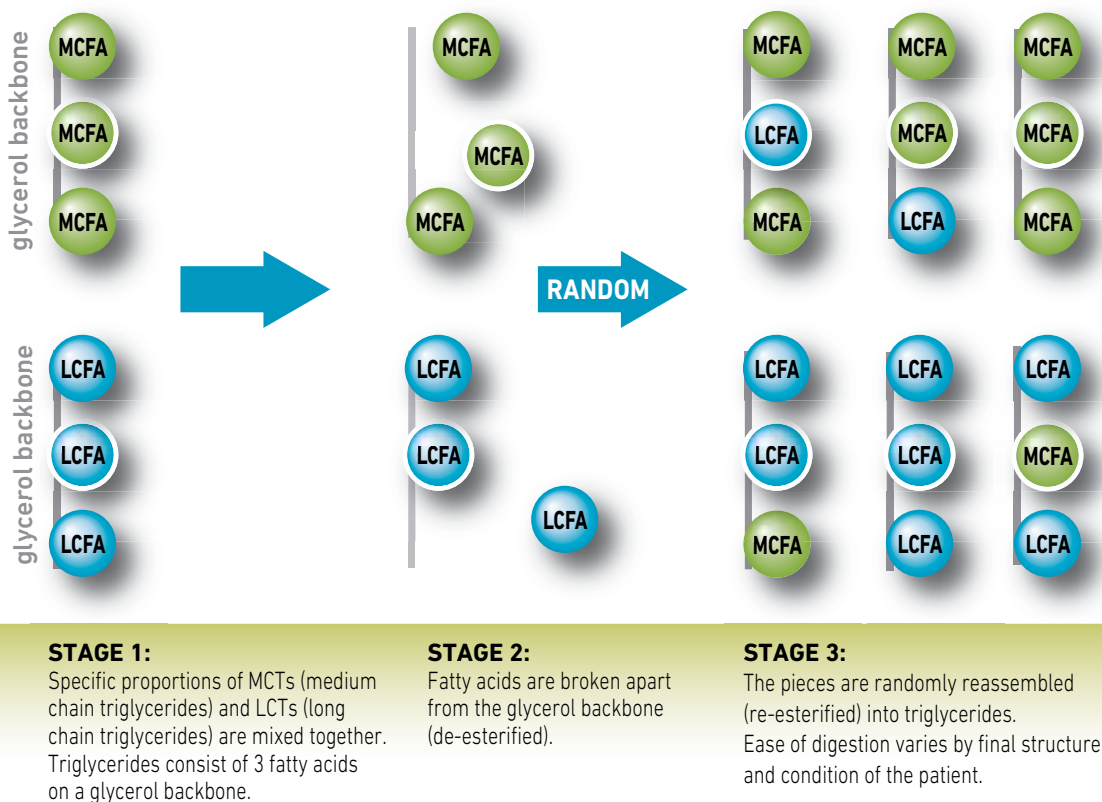 glycerol backbone
MCFA
MCFA
MCFA
MCFA
MCFA
MCFA
MCFA
MCFA
MCFA
LCFA
MCFA
MCFA
MCFA
LCFA
MCFA
RANDOM
glycerol backbone
LCFA
LCFA
LCFA
LCFA
LCFA
LCFA
LCFA
LCFA
LCFA
LCFA
LCFA
MCFA
MCFA
LCFA
LCFA
STAGE 1:
Specific proportions of MCTs (medium
chain triglycerides) and LCTs (long
chain triglycerides) are mixed together.
Triglycerides consist of 3 fatty acids
on a glycerol backbone.
STAGE 2:
Fatty acids are broken apart
from the glycerol backbone
(de-esterified).
STAGE 3:
The pieces are randomly reassembled
(re-esterified) into triglycerides.
Ease of digestion varies by final structure
and condition of the patient.